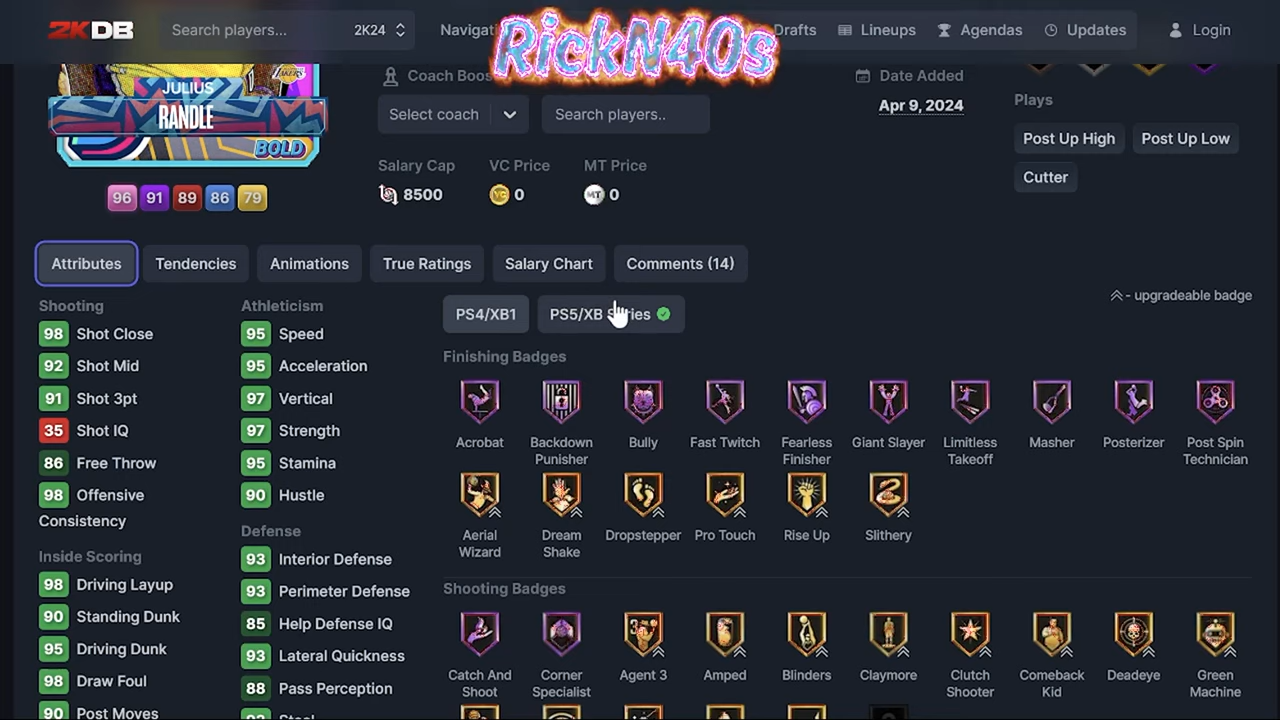 2KDB
Search players...
2K24
Navigati
RickN40s
Drafts
Lineups
Agendas
Updates
Login
LAKERS
JULIUS
RANDLE
BOLD
96 91 89 86 79
Coach Boos
Select coach
Search players..
Salary Cap VC Price MT Price
8500 VC 0 MT 0
Date Added
Apr 9, 2024
Plays
Post Up High Post Up Low
Cutter
Attributes Tendencies Animations True Ratings Salary Chart Comments (14)
PS4/XB1 PS5/XB Series
- upgradeable badge
Shooting
98 Shot Close
92 Shot Mid
91 Shot 3pt
35 Shot IQ
86 Free Throw
98 Offensive
Consistency
Inside Scoring
98 Driving Layup
90 Standing Dunk
95 Driving Dunk
98 Draw Foul
90 Post Moves
Athleticism
95 Speed
95 Acceleration
97 Vertical
97 Strength
95 Stamina
90 Hustle
Defense
93 Interior Defense
93 Perimeter Defense
85 Help Defense IQ
93 Lateral Quickness
88 Pass Perception
92 Steal
Finishing Badges
Acrobat
Backdown
Punisher
Bully
Fast Twitch
Fearless
Finisher
Giant Slayer
Limitless
Takeoff
Masher
Posterizer
Post Spin
Technician
Aerial
Wizard
Dream
Shake
Dropstepper
Pro Touch
Rise Up
Slithery
Shooting Badges
Catch And
Shoot
Corner
Specialist
Agent 3
Amped
Blinders
Claymore
Clutch
Shooter
Comeback
Kid
Deadeye
Green
Machine